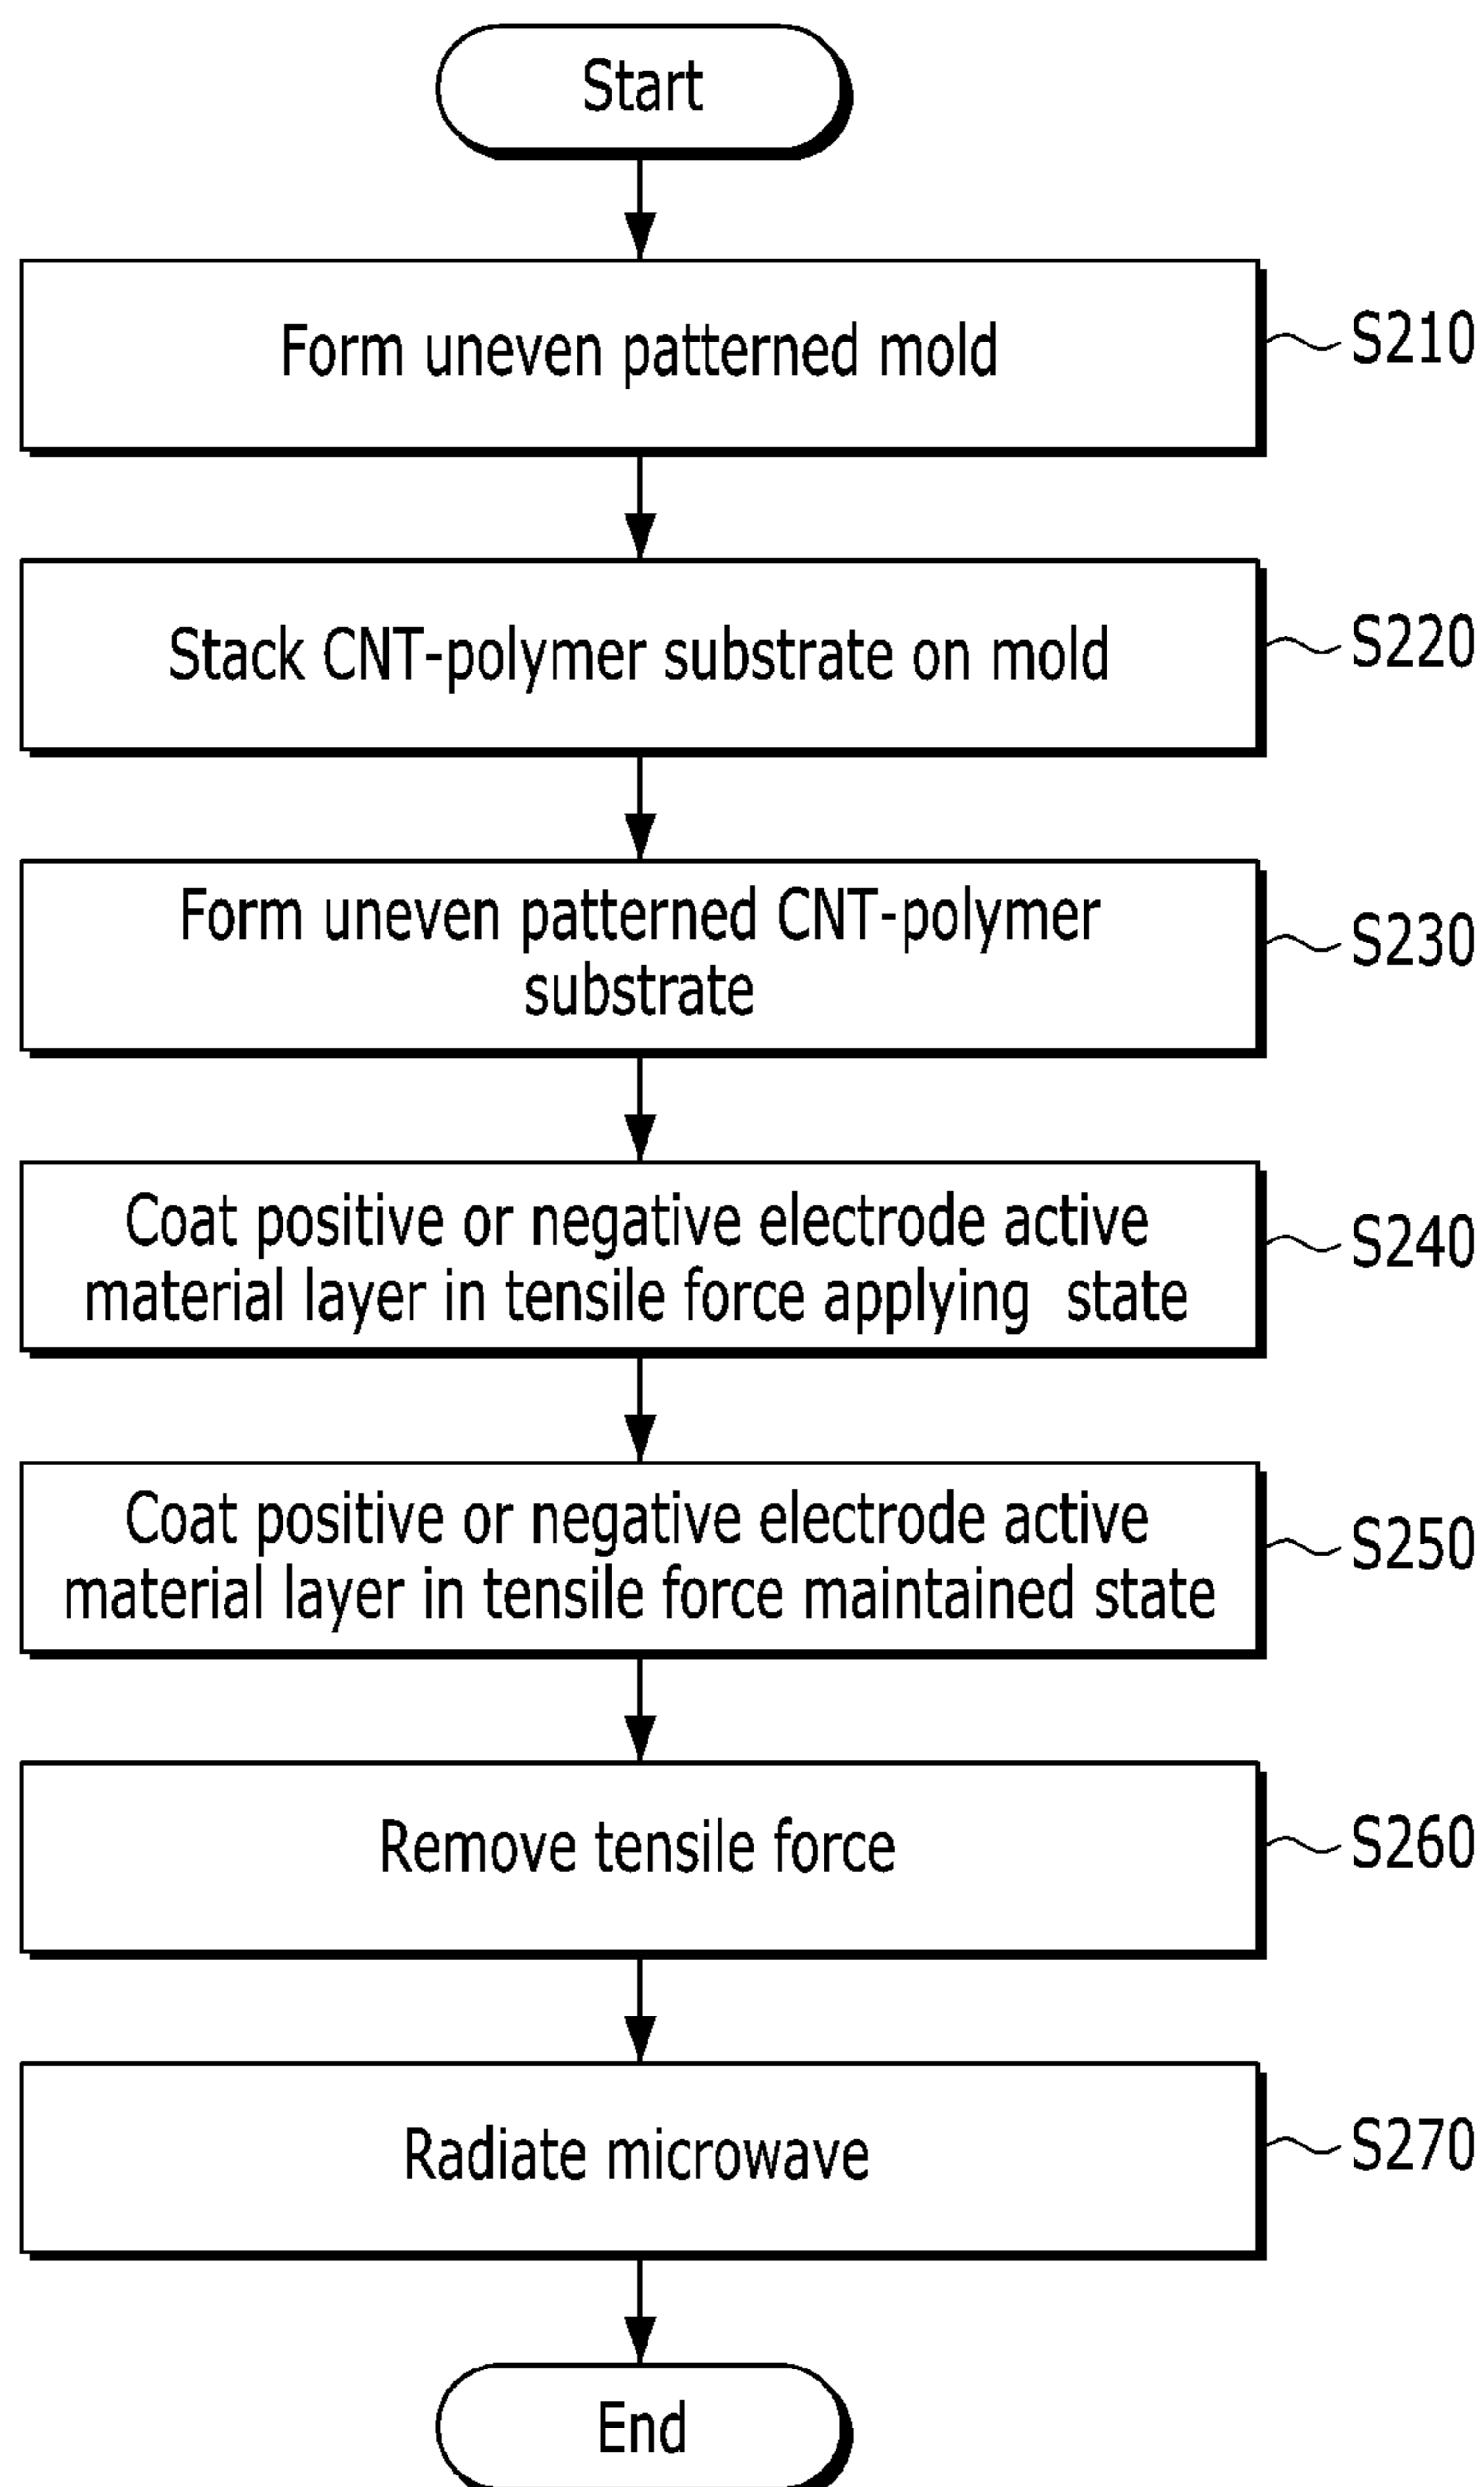 Start
Form uneven patterned mold
S210
Stack CNT-polymer substrate on mold
S220
Form uneven patterned CNT-polymer
substrate
S230
Coat positive or negative electrode active
material layer in tensile force applying state
S240
Coat positive or negative electrode active
material layer in tensile force maintained state
S250
Remove tensile force
S260
Radiate microwave
S270
End